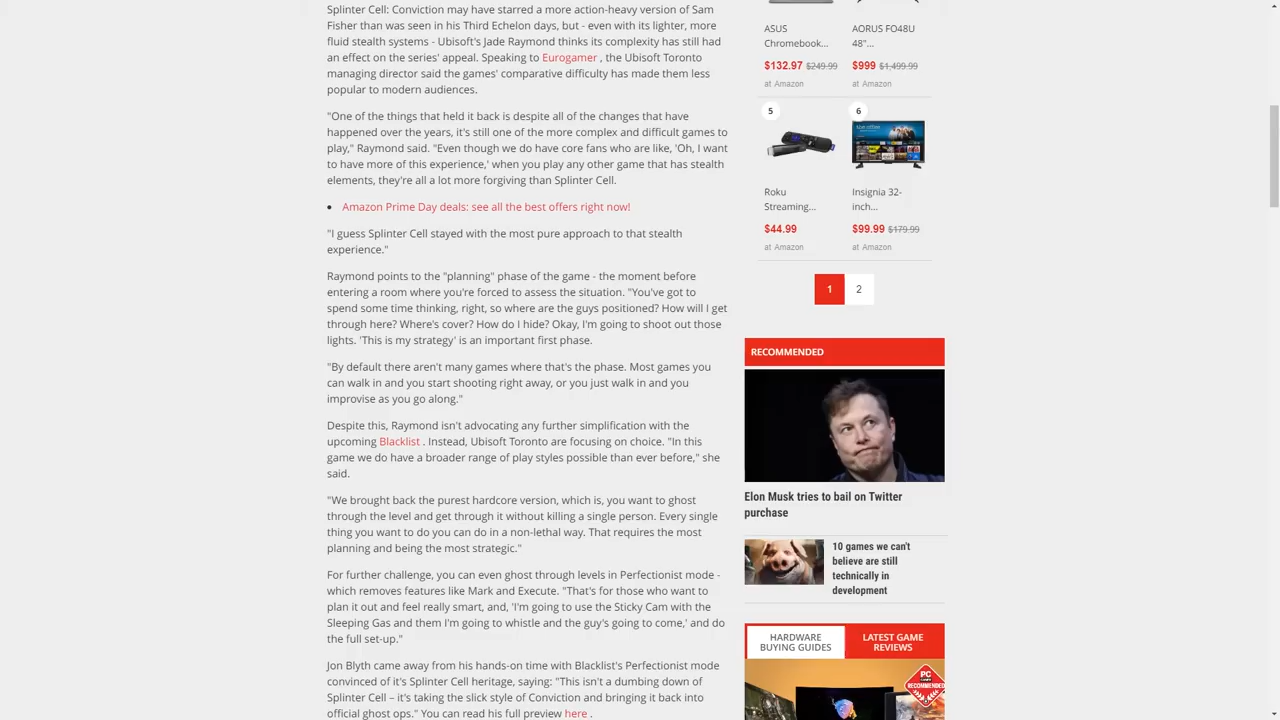 Splinter Cell: Conviction may have starred a more action-heavy version of Sam
Fisher than was seen in his Third Echelon days, but - even with its lighter, more
fluid stealth systems - Ubisoft's Jade Raymond thinks its complexity has still had
an effect on the series' appeal. Speaking to Eurogamer , the Ubisoft Toronto
managing director said the games' comparative difficulty has made them less
popular to modern audiences.
"One of the things that held it back is despite all of the changes that have
happened over the years, it's still one of the more complex and difficult games to
play," Raymond said. "Even though we do have core fans who are like, 'Oh, I want
to have more of this experience,' when you play any other game that has stealth
elements, they're all a lot more forgiving than Splinter Cell.
Amazon Prime Day deals: see all the best offers right now!
"I guess Splinter Cell stayed with the most pure approach to that stealth
experience."
Raymond points to the "planning" phase of the game - the moment before
entering a room where you're forced to assess the situation. "You've got to
spend some time thinking, right, so where are the guys positioned? How will I get
through here? Where's cover? How do I hide? Okay, I'm going to shoot out those
lights. 'This is my strategy' is an important first phase.
"By default there aren't many games where that's the phase. Most games you
can walk in and you start shooting right away, or you just walk in and you
improvise as you go along."
Despite this, Raymond isn't advocating any further simplification with the
upcoming Blacklist . Instead, Ubisoft Toronto are focusing on choice. "In this
game we do have a broader range of play styles possible than ever before," she
said.
"We brought back the purest hardcore version, which is, you want to ghost
through the level and get through it without killing a single person. Every single
thing you want to do you can do in a non-lethal way. That requires the most
planning and being the most strategic."
For further challenge, you can even ghost through levels in Perfectionist mode -
which removes features like Mark and Execute. "That's for those who want to
plan it out and feel really smart, and, 'I'm going to use the Sticky Cam with the
Sleeping Gas and them I'm going to whistle and the guy's going to come,' and do
the full set-up."
Jon Blyth came away from his hands-on time with Blacklist's Perfectionist mode
convinced of it's Splinter Cell heritage, saying: "This isn't a dumbing down of
Splinter Cell – it's taking the slick style of Conviction and bringing it back into
official ghost ops." You can read his full preview here .
ASUS
Chromebook...
$132.97 $249.99
at Amazon
AORUS FO48U
48"...
$999 $1,499.99
at Amazon
5
Roku
Streaming...
$44.99
at Amazon
6
Insignia 32-
inch...
$99.99 $179.99
at Amazon
1 2
RECOMMENDED
Elon Musk tries to bail on Twitter
purchase
10 games we can't
believe are still
technically in
development
HARDWARE
BUYING GUIDES
LATEST GAME
REVIEWS
PC
RECOMMENDED